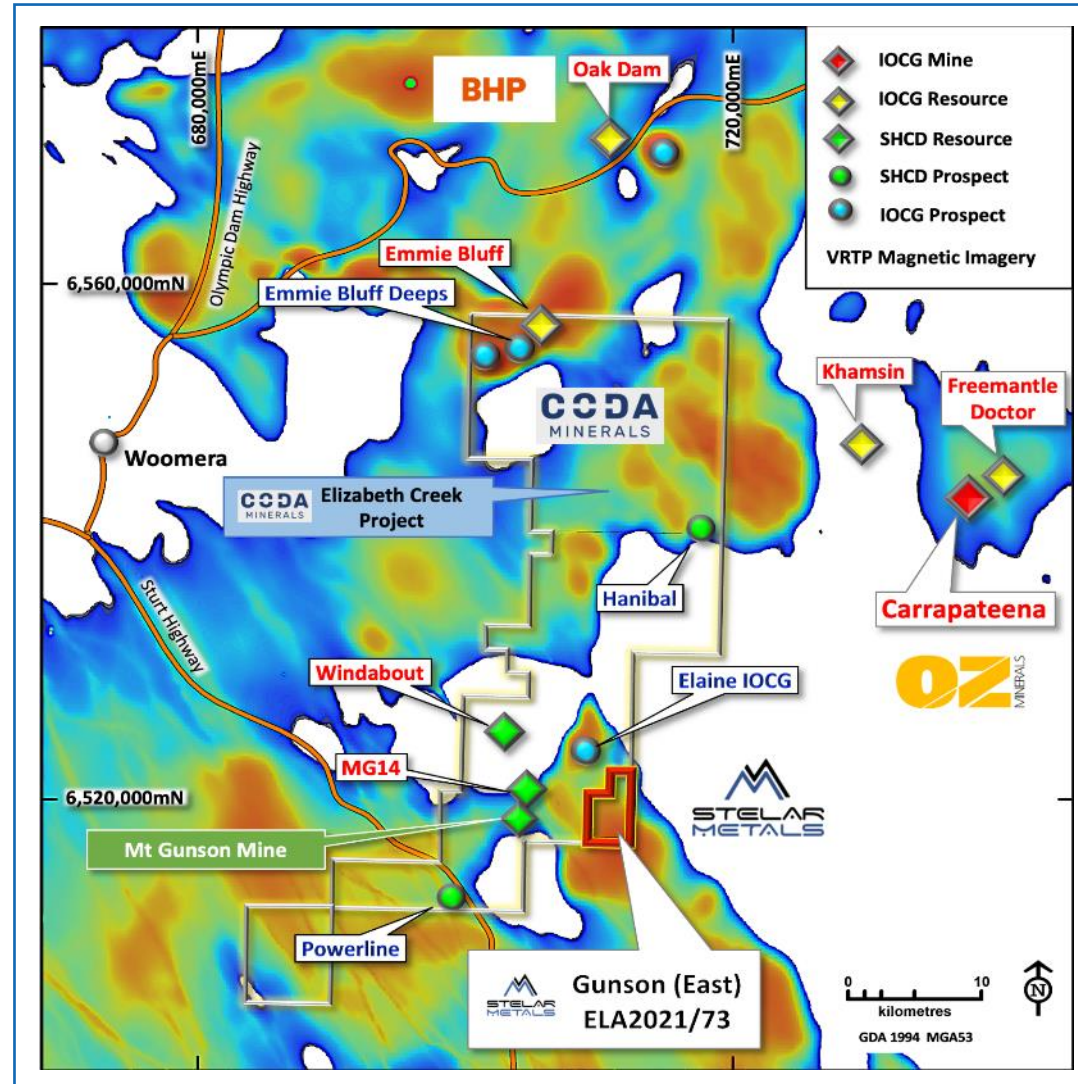 680,000mE
BHP
Oak Dam
720,000mE
IOCG Mine
IOCG Resource
SHCD Resource
SHCD Prospect
IOCG Prospect
VRTP Magnetic Imagery
Olympic Dam Highway
Emmie Bluff
6,560,000mN
Emmie Bluff Deeps
CODA
MINERALS
Khamsin
Freemantle
Doctor
Woomera
CODA
MINERALS
Elizabeth Creek
Project
Sturt Highway
Hanibal
Carrapateena
Windabout
Elaine IOCG
OZ
MINERALS
MG14
6,520,000mN
STELAR
METALS
Mt Gunson Mine
Powerline
STELAR
METALS
Gunson (East)
ELA2021/73
0 10
kilometres
N
GDA 1994 MGA53